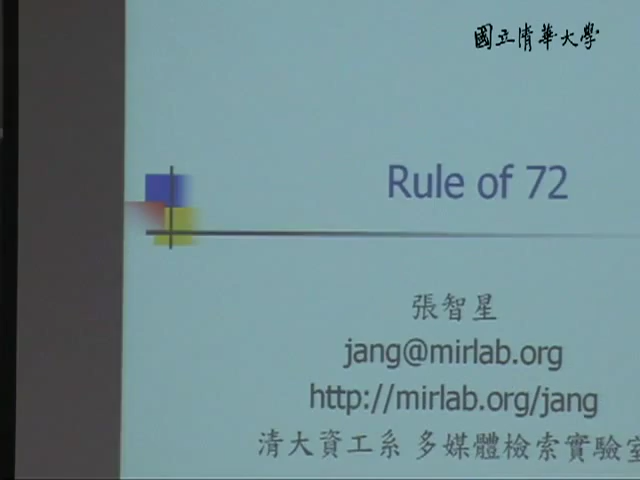 國立清華大學
Rule of 72
張智星
jang@mirlab.org
http://mirlab.org/jang
清大資工系 多媒體檢索實驗室